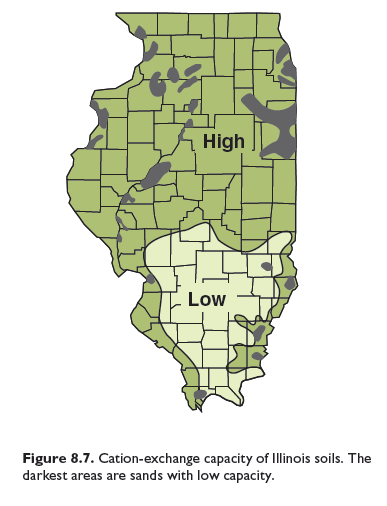 High
Low
Figure 8.7. Cation-exchange capacity of Illinois soils. The
darkest areas are sands with low capacity.